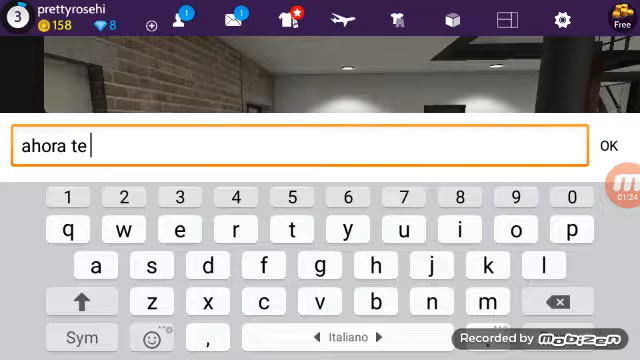 3
prettyrosehi
158
8
1
1
Free
ahora te
OK
01:24
1 2 3 4 5 6 7 8 9 0
q w e r t y u i o p
a s d f g h j k l
z x c v b n m
Sym , Italiano
Recorded by mobizen